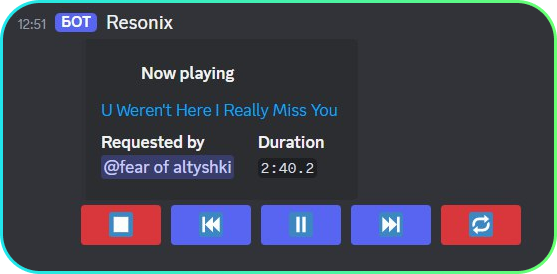 12:51 БОТ Resonix
Now playing
U Weren't Here I Really Miss You
Requested by Duration
@fear of altyshki 2:40.2